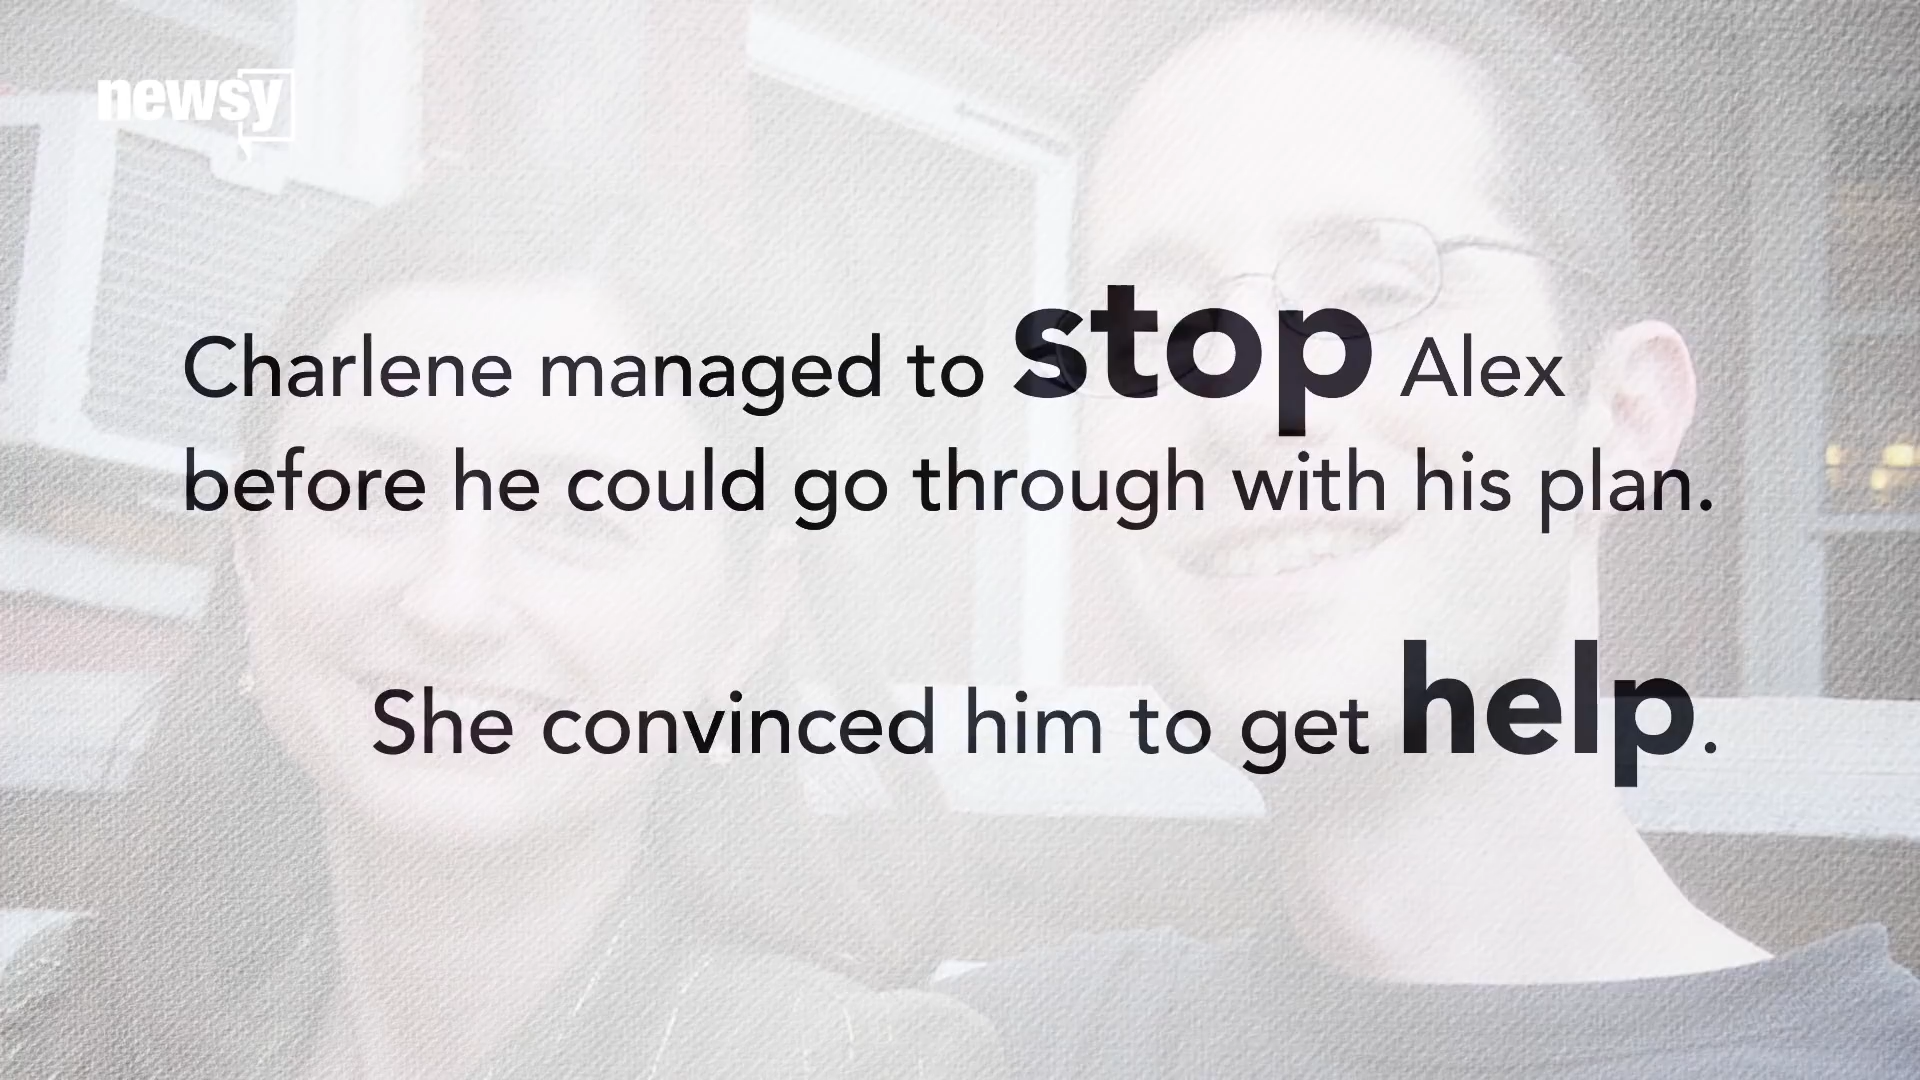 newsy
Charlene managed to stop Alex
before he could go through with his plan.
She convinced him to get help.